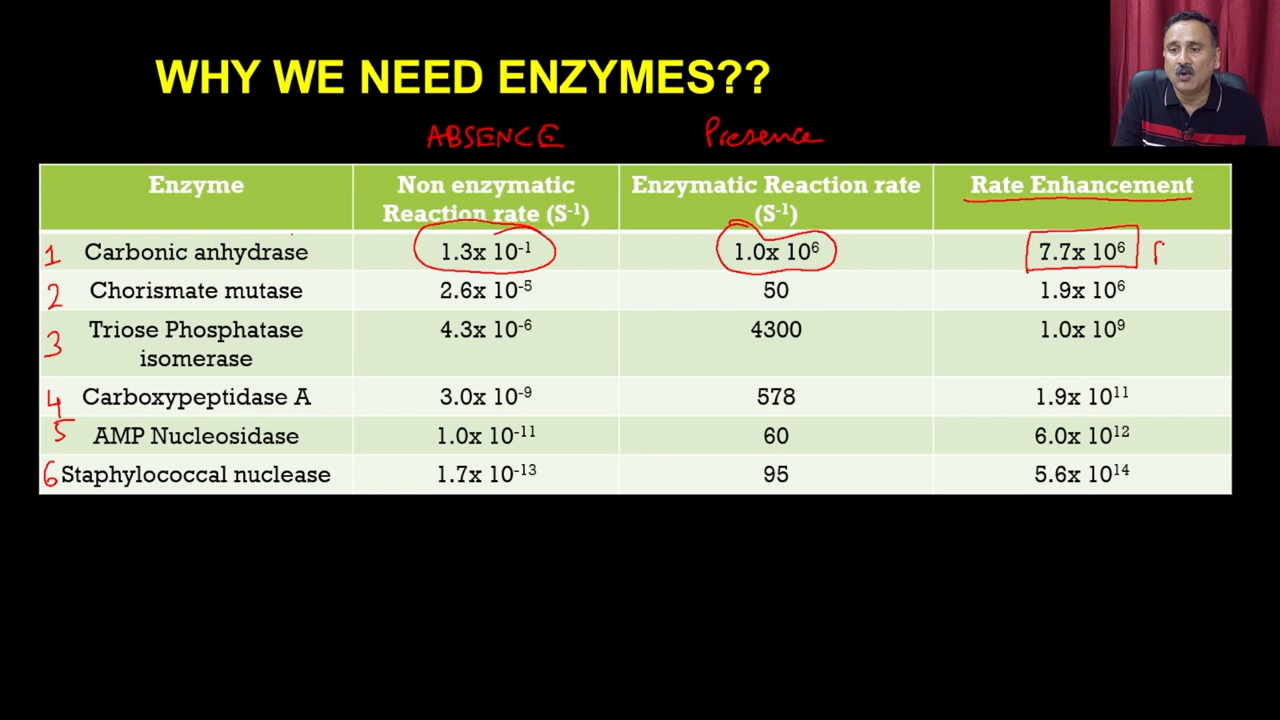 WHY WE NEED ENZYMES??
ABSENCE Presence
Enzyme Non enzymatic Reaction rate (S-1) Enzymatic Reaction rate (S-1) Rate Enhancement
1 Carbonic anhydrase 1.3x 10-1 1.0x 106 7.7x 106
2 Chorismate mutase 2.6x 10-5 50 1.9x 106
3 Triose Phosphatase isomerase 4.3x 10-6 4300 1.0x 109
4 Carboxypeptidase A 3.0x 10-9 578 1.9x 1011
5 AMP Nucleosidase 1.0x 10-11 60 6.0x 1012
6 Staphylococcal nuclease 1.7x 10-13 95 5.6x 1014